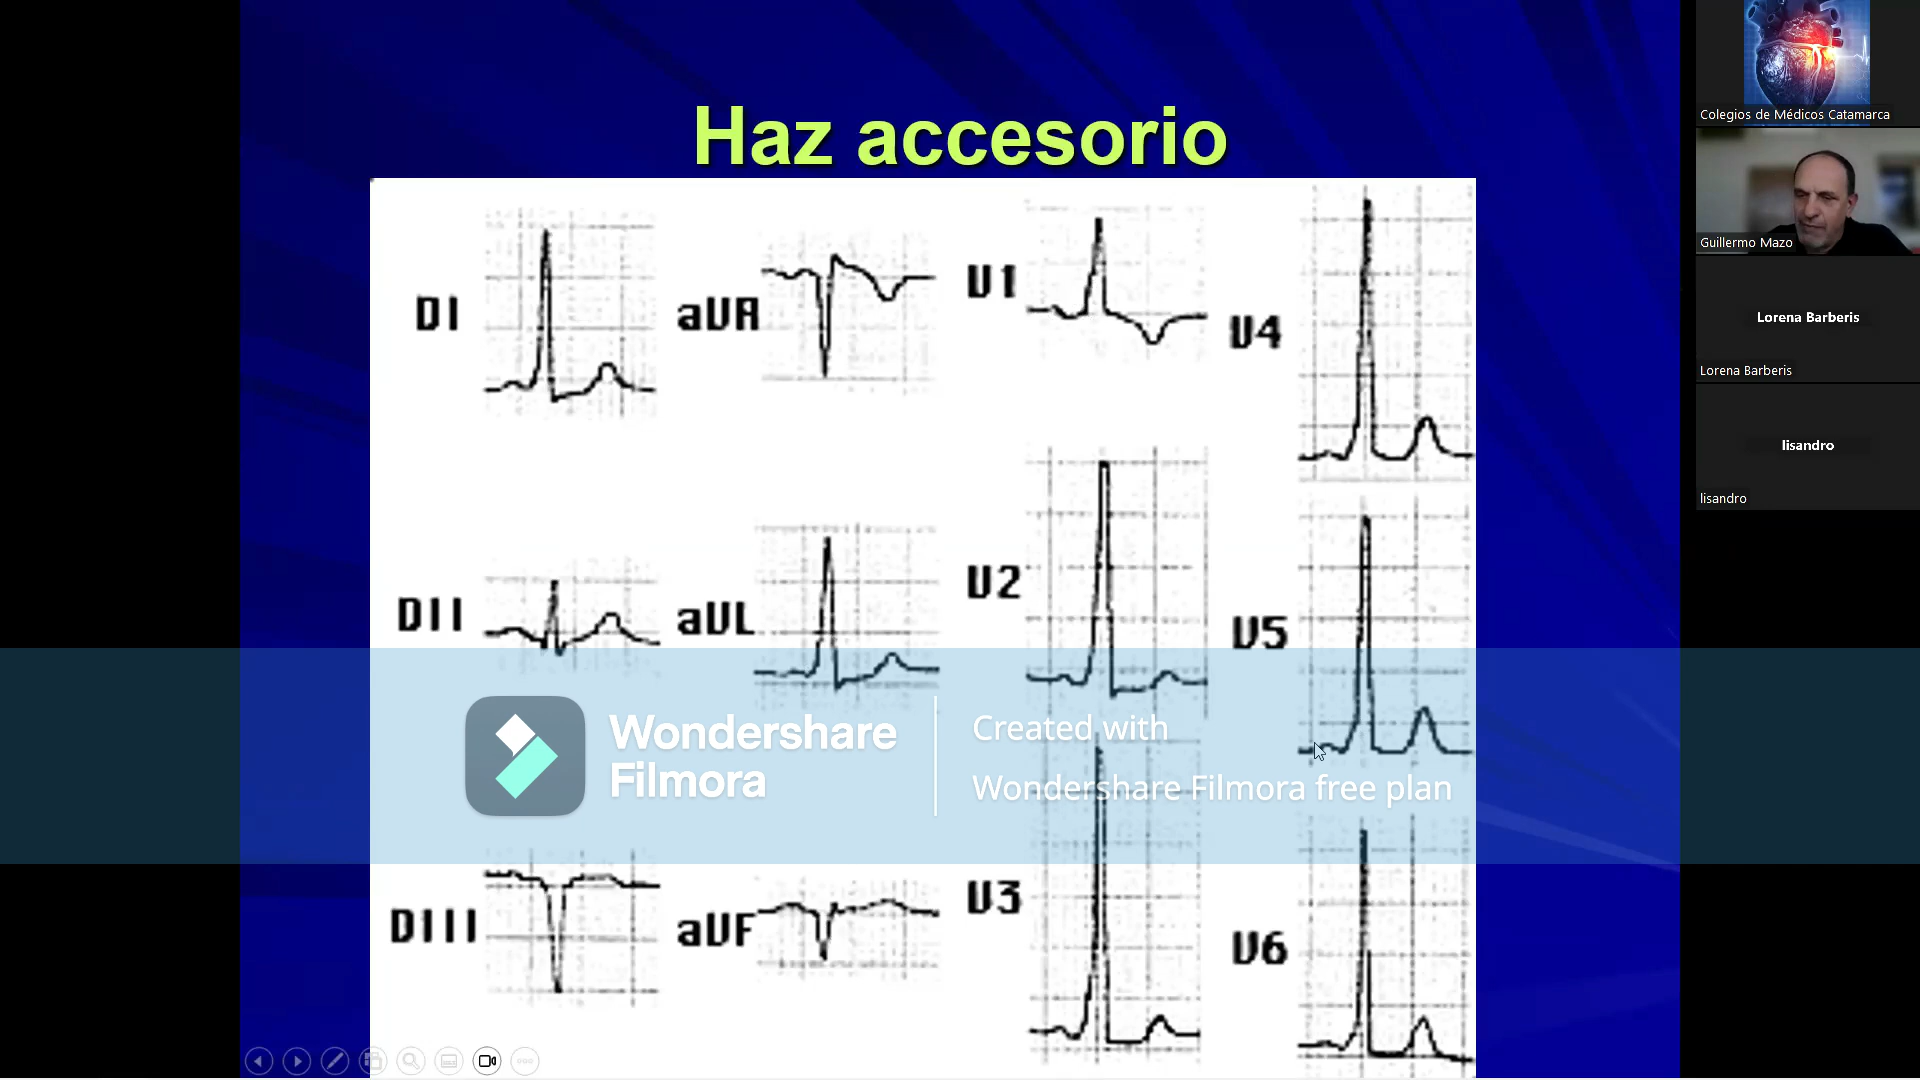 Haz accesorio
DI
aVR
V1
V4
DII
aVL
V2
V5
DIII
aVF
V3
V6
Wondershare
Filmora
Created with
Wondershare Filmora free plan
Colegios de Médicos Catamarca
Guillermo Mazo
Lorena Barberis
Lorena Barberis
lisandro
lisandro